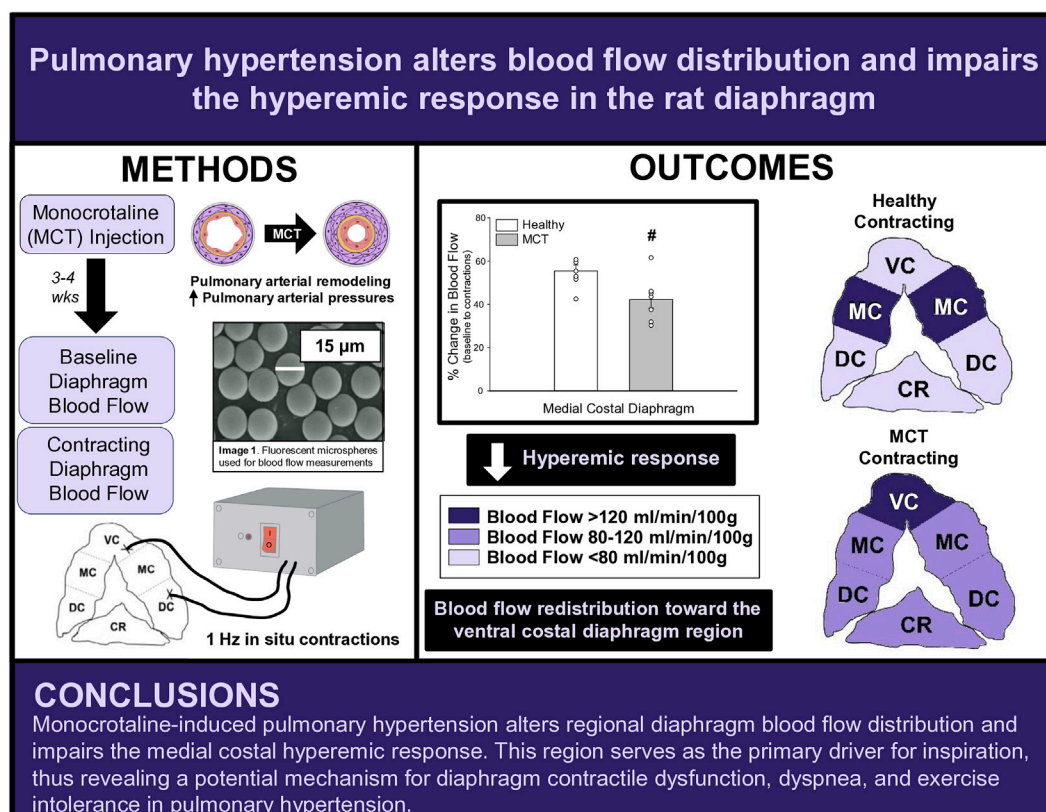 Pulmonary hypertension alters blood flow distribution and impairs
the hyperemic response in the rat diaphragm
METHODS
Monocrotaline
(MCT) Injection
3-4
wks
Baseline
Diaphragm
Blood Flow
Contracting
Diaphragm
Blood Flow
MCT
Pulmonary arterial remodeling
Pulmonary arterial pressures
15 μm
Image 1. Fluorescent microspheres
used for blood flow measurements
I
O
VC
MC
MC
DC
DC
CR
1 Hz in situ contractions
OUTCOMES
% Change in Blood Flow
(baseline to contractions)
80
60
40
20
0
Healthy
MCT
#
Medial Costal Diaphragm
Hyperemic response
Blood Flow >120 ml/min/100g
Blood Flow 80-120 ml/min/100g
Blood Flow <80 ml/min/100g
Blood flow redistribution toward the
ventral costal diaphragm region
Healthy
Contracting
VC
MC
MC
DC
DC
CR
MCT
Contracting
VC
MC
MC
DC
DC
CR
CONCLUSIONS
Monocrotaline-induced pulmonary hypertension alters regional diaphragm blood flow distribution and
impairs the medial costal hyperemic response. This region serves as the primary driver for inspiration,
thus revealing a potential mechanism for diaphragm contractile dysfunction, dyspnea, and exercise
intolerance in pulmonary hypertension.